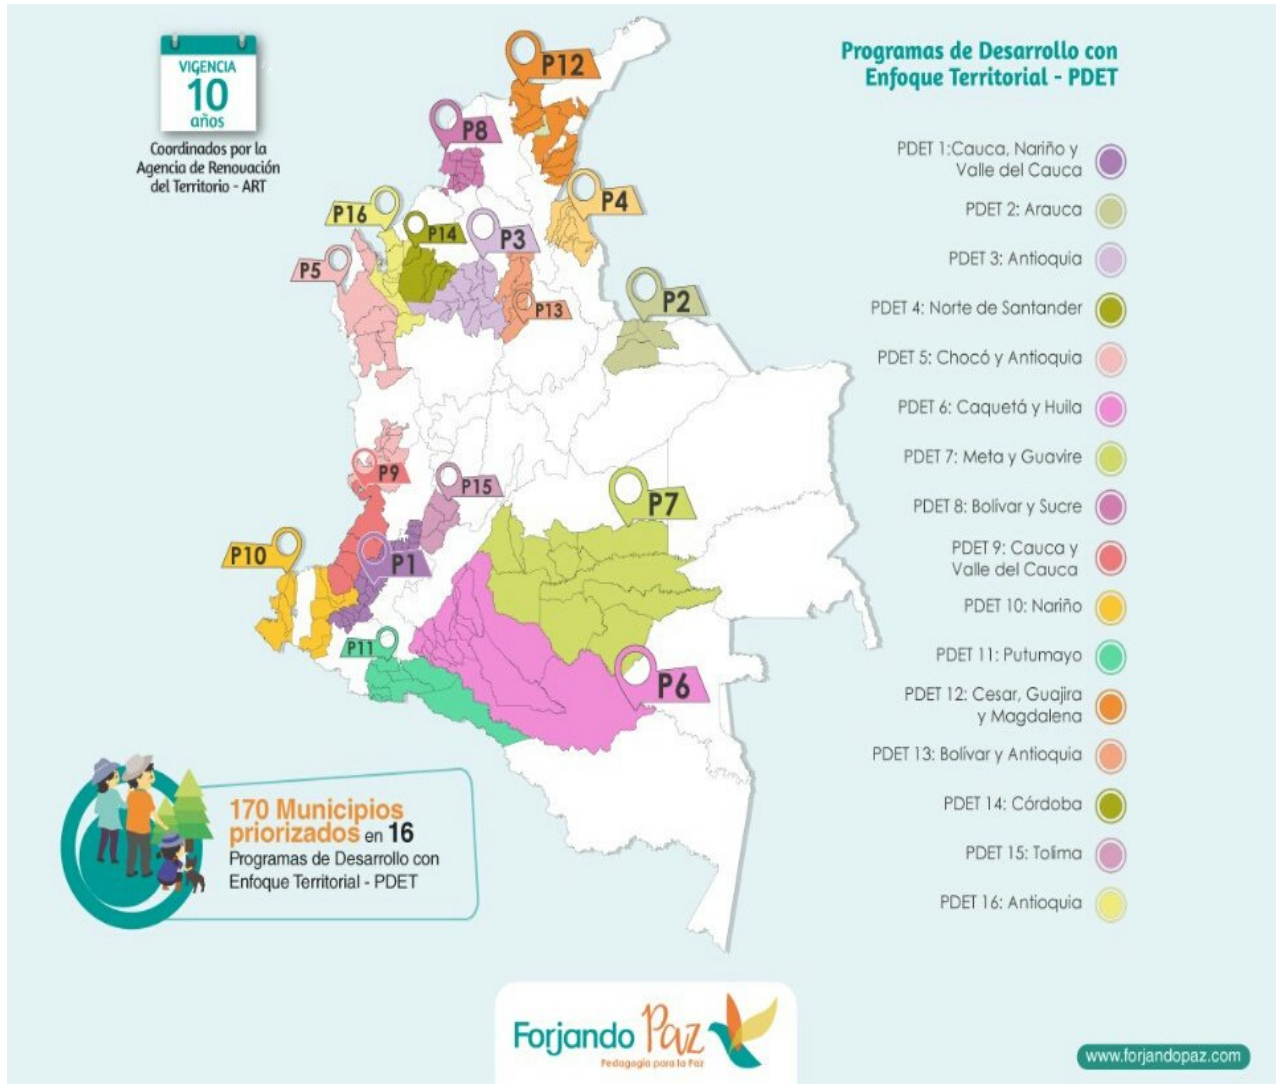 VIGENCIA
10
años
Coordinados por la
Agencia de Renovación
del Territorio - ART
Programas de Desarrollo con
Enfoque Territorial - PDET
P12
P8
P4
P16
P14
P3
P5
P13
P2
P9
P15
P7
P10
P1
P11
P6
PDET 1:Cauca, Nariño y
Valle del Cauca
PDET 2: Arauca
PDET 3: Antioquia
PDET 4: Norte de Santander
PDET 5: Chocó y Antioquia
PDET 6: Caquetá y Huila
PDET 7: Meta y Guavire
PDET 8: Bolívar y Sucre
PDET 9: Cauca y
Valle del Cauca
PDET 10: Nariño
PDET 11: Putumayo
PDET 12: Cesar, Guajira
y Magdalena
PDET 13: Bolívar y Antioquia
PDET 14: Córdoba
PDET 15: Tolima
PDET 16: Antioquia
170 Municipios
priorizados en 16
Programas de Desarrollo con
Enfoque Territorial - PDET
Forjando Paz
Pedagogía para la Paz
www.forjandopaz.com